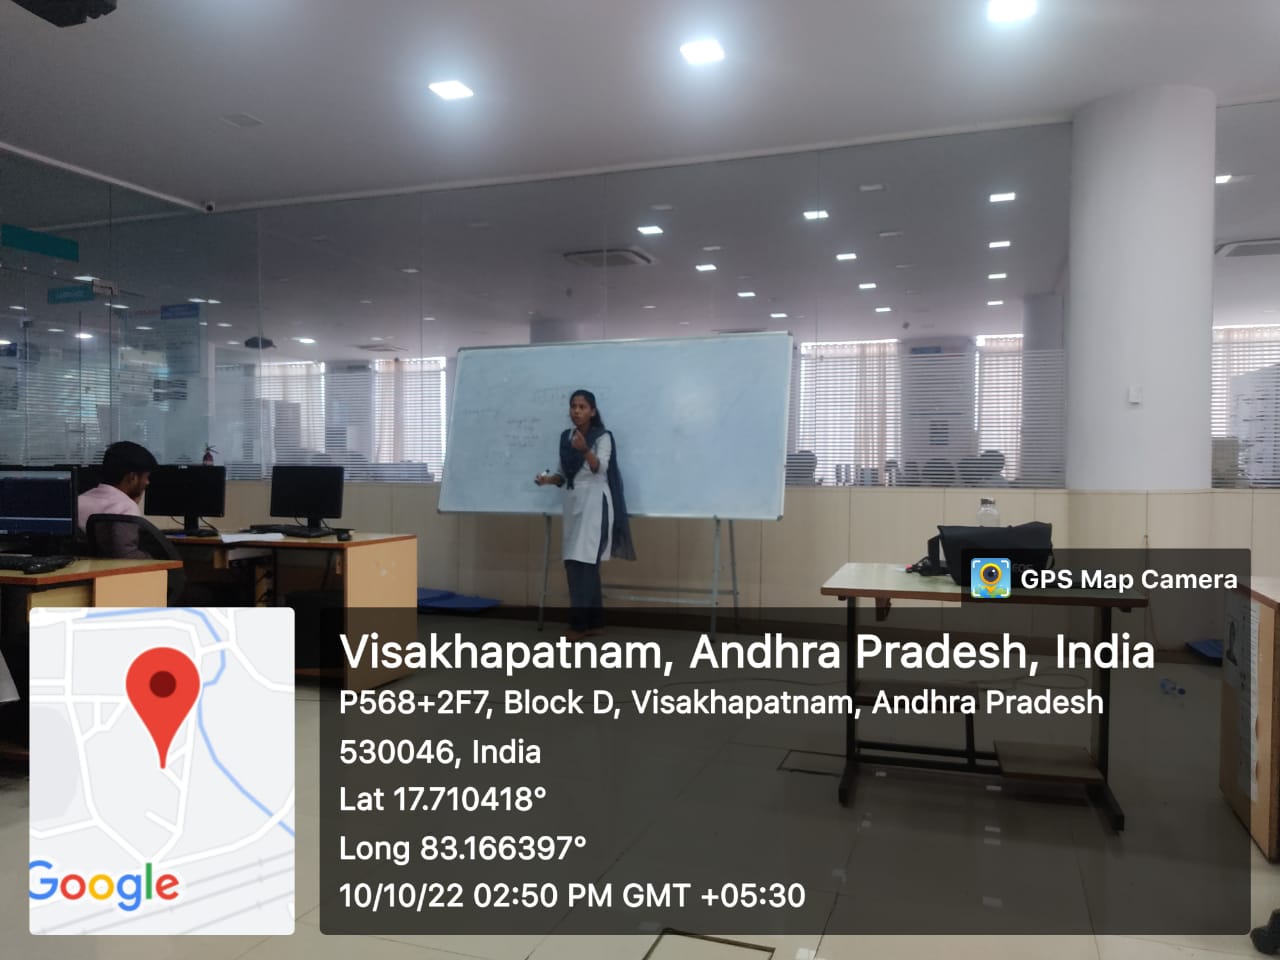 GPS Map Camera
Visakhapatnam, Andhra Pradesh, India
P568+2F7, Block D, Visakhapatnam, Andhra Pradesh
530046, India
Lat 17.710418°
Long 83.166397°
10/10/22 02:50 PM GMT +05:30
Google